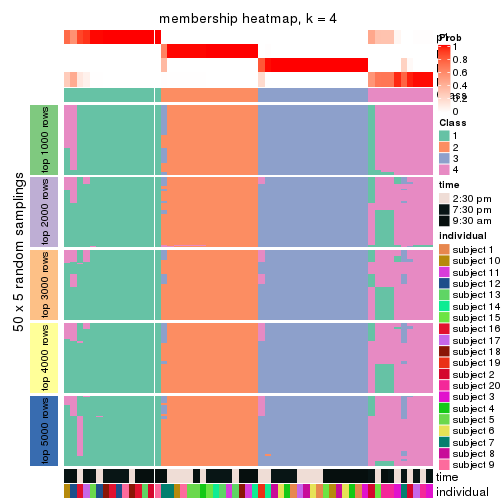 membership heatmap, k = 4
50 x 5 random samplings
top 1000 rows
top 2000 rows
top 3000 rows
top 4000 rows
top 5000 rows
Prob
1
0.8
0.6
0.4
0.2
0
Class
1
2
3
4
time
2:30 pm
7:30 pm
9:30 am
individual
subject 1
subject 10
subject 11
subject 12
subject 13
subject 14
subject 15
subject 16
subject 17
subject 18
subject 19
subject 2
subject 20
subject 3
subject 4
subject 5
subject 6
subject 7
subject 8
subject 9
time
individual